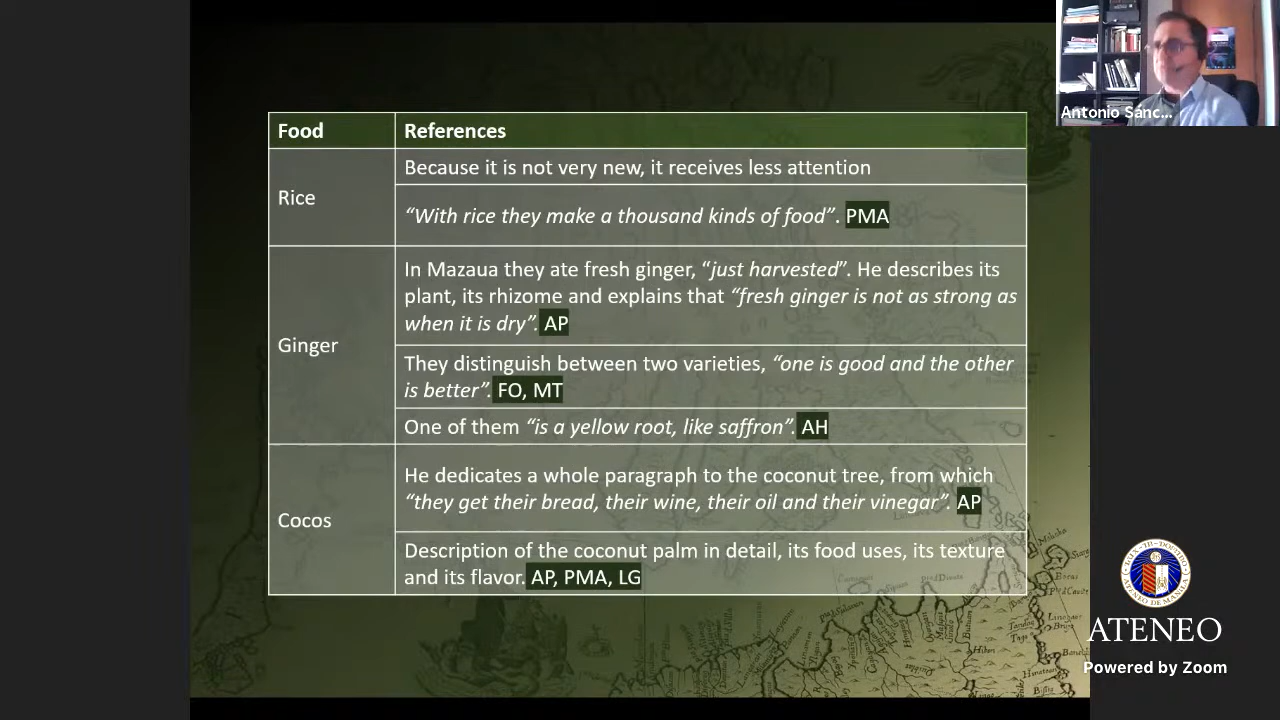 Antonio Sánc...
Food
References
Rice
Because it is not very new, it receives less attention
“With rice they make a thousand kinds of food”. PMA
Ginger
In Mazaua they ate fresh ginger, “just harvested”. He describes its
plant, its rhizome and explains that “fresh ginger is not as strong as
when it is dry”. AP
They distinguish between two varieties, “one is good and the other
is better”. FO, MT
One of them “is a yellow root, like saffron”. AH
Cocos
He dedicates a whole paragraph to the coconut tree, from which
“they get their bread, their wine, their oil and their vinegar”. AP
Description of the coconut palm in detail, its food uses, its texture
and its flavor. AP, PMA, LG
ATENEO
Powered by Zoom